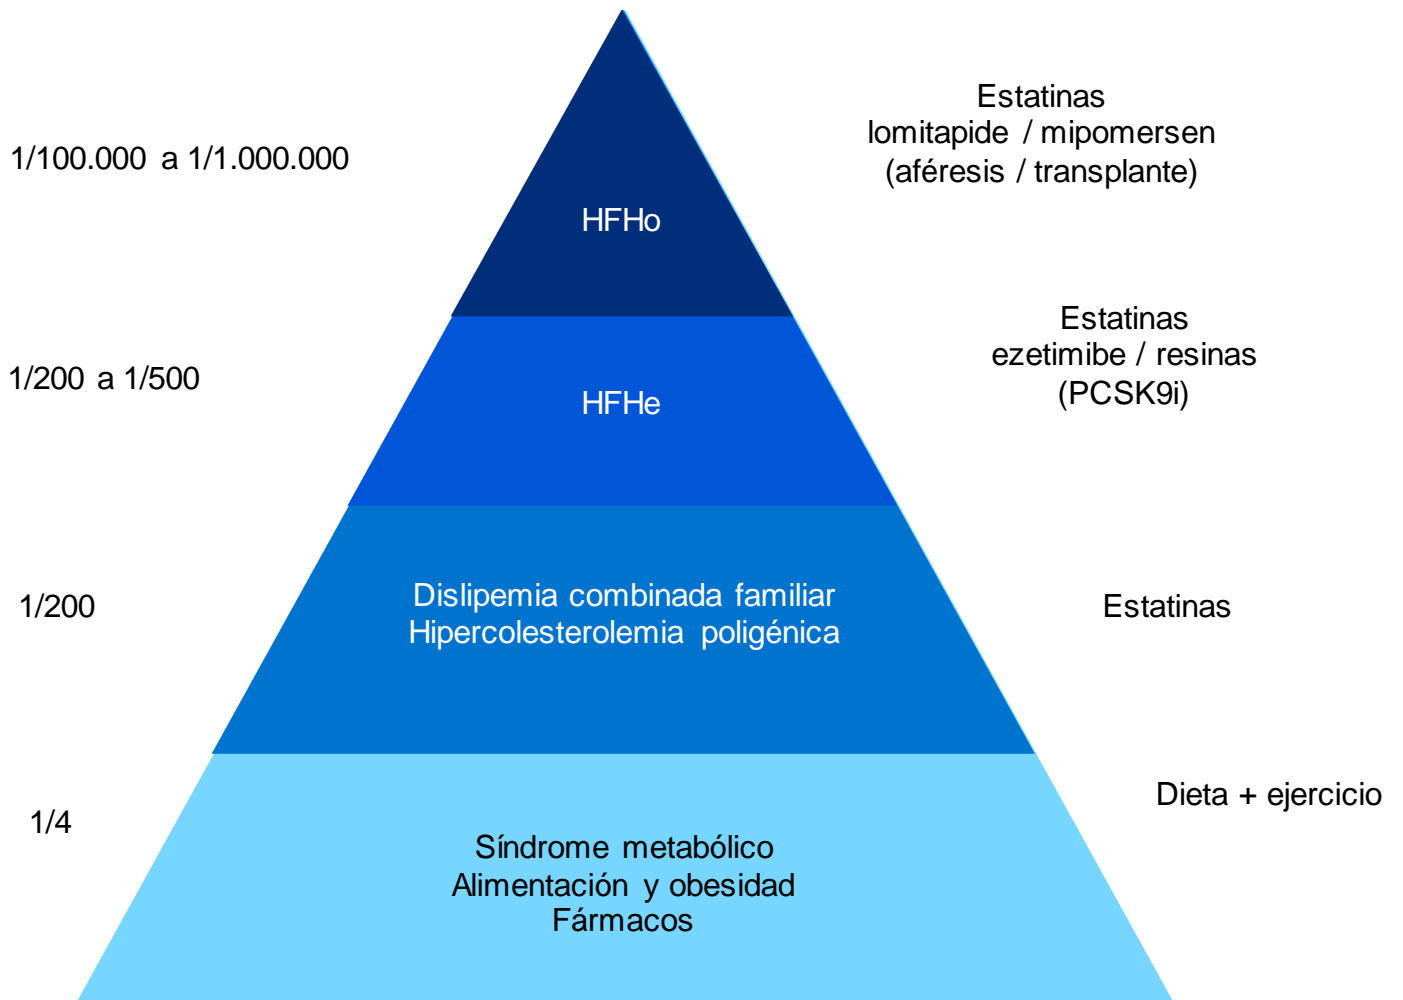 Estatinas
lomitapide / mipomersen
(aféresis / transplante)
1/100.000 a 1/1.000.000
HFHo
Estatinas
ezetimibe / resinas
(PCSK9i)
1/200 a 1/500
HFHe
Dislipemia combinada familiar
Hipercolesterolemia poligénica
1/200
Estatinas
Dieta + ejercicio
1/4
Síndrome metabólico
Alimentación y obesidad
Fármacos